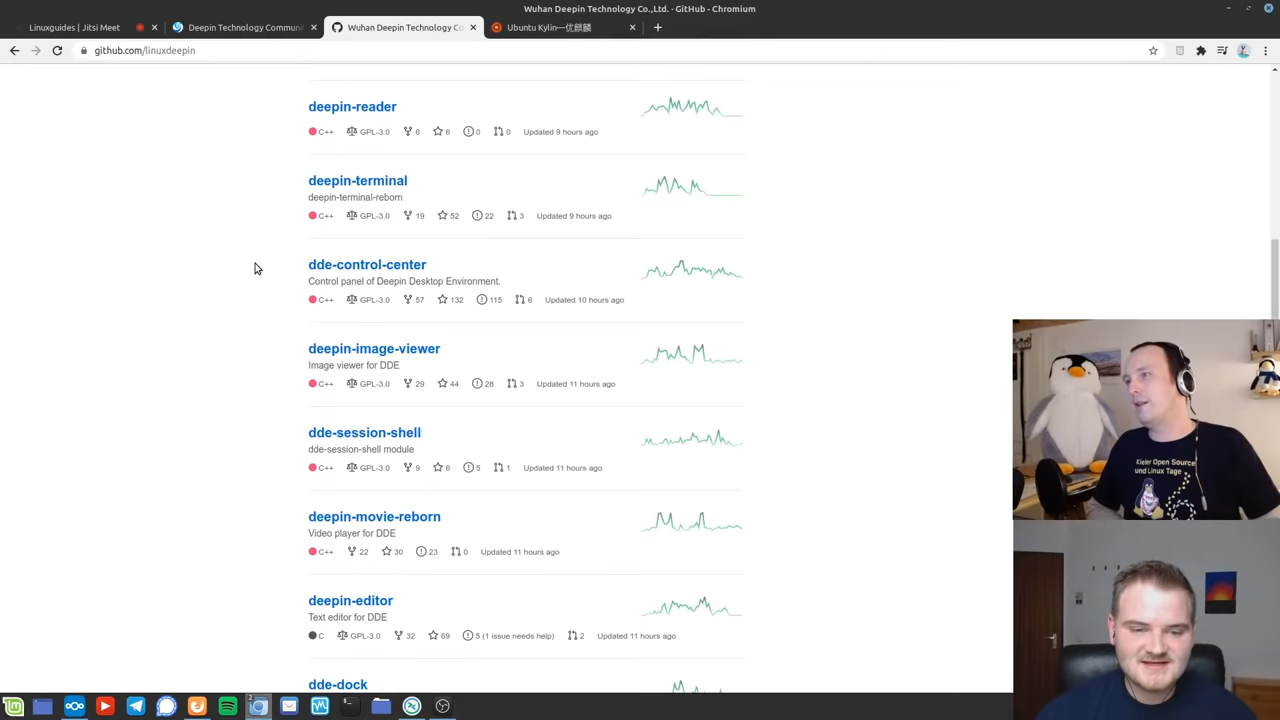 Wuhan Deepin Technology Co.,Ltd. · GitHub - Chromium
Linuxguides | Jitsi Meet
Deepin Technology Communi
Wuhan Deepin Technology Co
Ubuntu Kylin—优麒麟
github.com/linuxdeepin
deepin-reader
C++ GPL-3.0 6 6 0 0 Updated 9 hours ago
deepin-terminal
deepin-terminal-reborn
C++ GPL-3.0 19 52 22 3 Updated 9 hours ago
dde-control-center
Control panel of Deepin Desktop Environment.
C++ GPL-3.0 57 132 115 6 Updated 10 hours ago
deepin-image-viewer
Image viewer for DDE
C++ GPL-3.0 29 44 28 3 Updated 11 hours ago
dde-session-shell
dde-session-shell module
C++ GPL-3.0 9 6 5 1 Updated 11 hours ago
deepin-movie-reborn
Video player for DDE
C++ 22 30 23 0 Updated 11 hours ago
deepin-editor
Text editor for DDE
C GPL-3.0 32 69 5 (1 issue needs help) 2 Updated 11 hours ago
dde-dock
Kieler Open Source
und Linux Tage
2